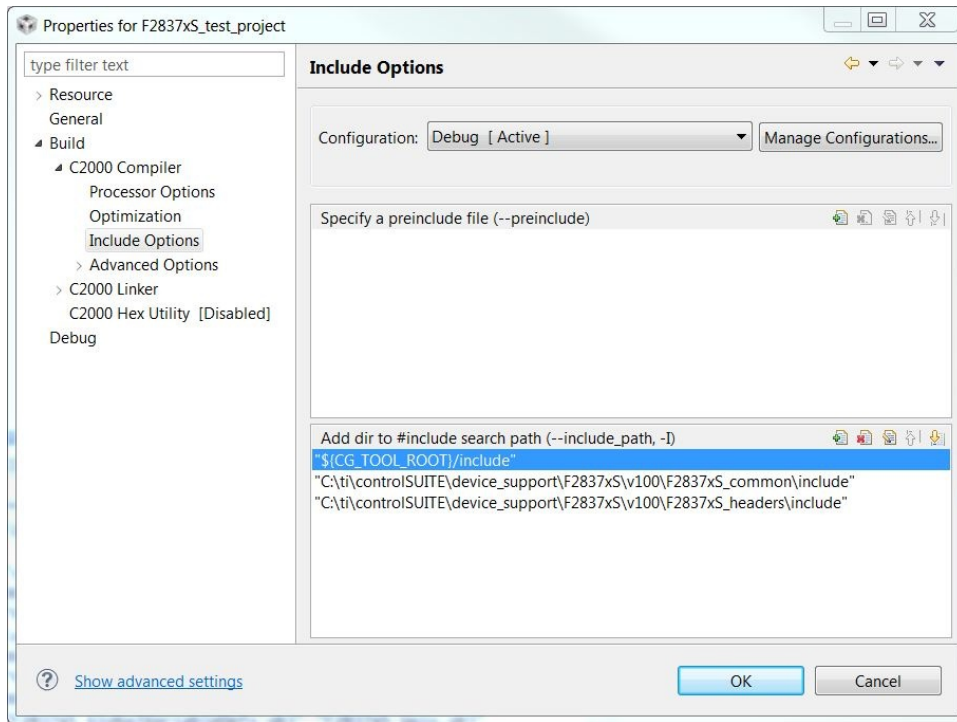 Properties for F2837xS_test_project
type filter text
Resource
General
Build
C2000 Compiler
Processor Options
Optimization
Include Options
Advanced Options
C2000 Linker
C2000 Hex Utility [Disabled]
Debug
Include Options
Configuration: Debug [ Active ] Manage Configurations...
Specify a preinclude file (--preinclude)
Add dir to #include search path (--include_path, -I)
"${CG_TOOL_ROOT}/include"
"C:\ti\controlSUITE\device_support\F2837xS\v100\F2837xS_common\include"
"C:\ti\controlSUITE\device_support\F2837xS\v100\F2837xS_headers\include"
Show advanced settings
OK Cancel